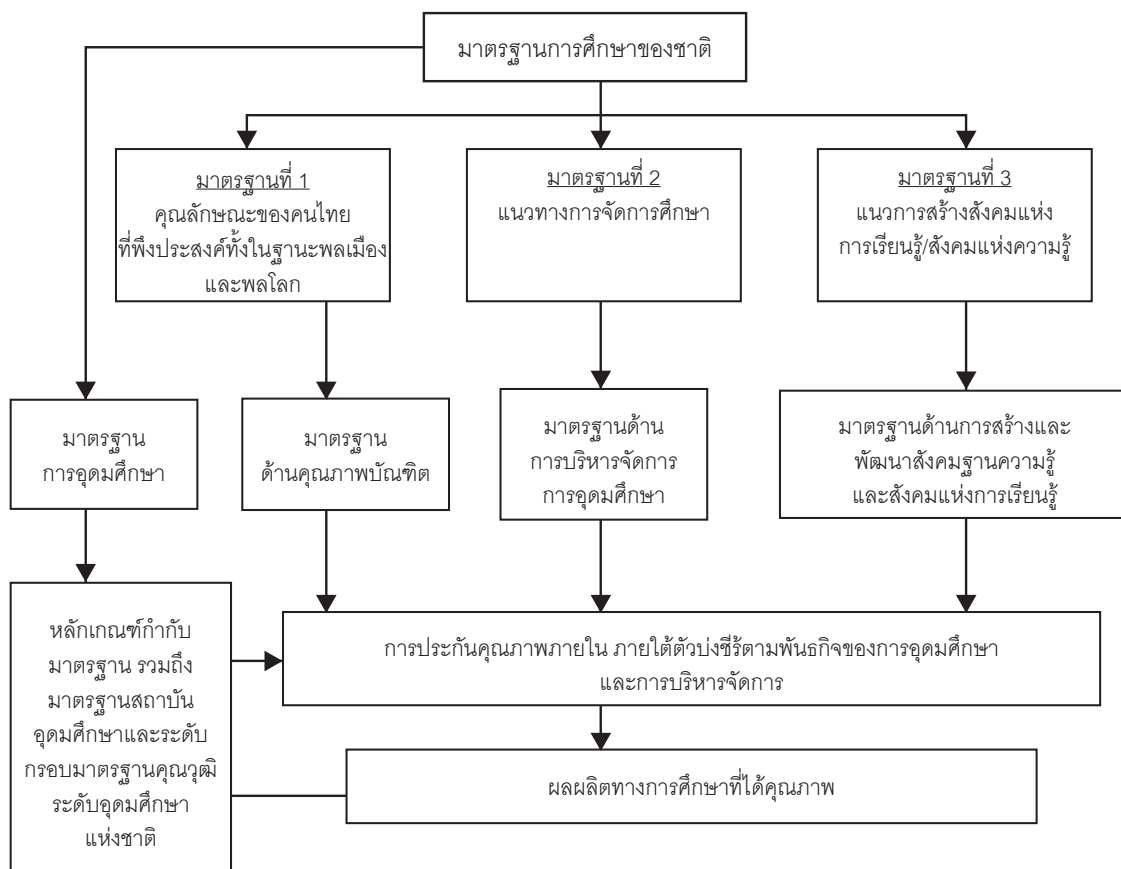 มาตรฐานการศึกษาของชาติ
มาตรฐานที่ 1
คุณลักษณะของคนไทย
ที่พึงประสงค์ทั้งในฐานะพลเมือง
และพลโลก
มาตรฐานที่ 2
แนวทางการจัดการศึกษา
มาตรฐานที่ 3
แนวการสร้างสังคมแห่ง
การเรียนรู้/สังคมแห่งความรู้
มาตรฐาน
การอุดมศึกษา
มาตรฐาน
ด้านคุณภาพบัณฑิต
มาตรฐานด้าน
การบริหารจัดการ
การอุดมศึกษา
มาตรฐานด้านการสร้างและ
พัฒนาสังคมฐานความรู้
และสังคมแห่งการเรียนรู้
หลักเกณฑ์กำกับ
มาตรฐาน รวมถึง
มาตรฐานสถาบัน
อุดมศึกษาและระดับ
กรอบมาตรฐานคุณวุฒิ
ระดับอุดมศึกษา
แห่งชาติ
การประกันคุณภาพภายใน ภายใต้ตัวบ่งชี้ร้ตามพันธกิจของการอุดมศึกษา
และการบริหารจัดการ
ผลผลิตทางการศึกษาที่ได้คุณภาพ